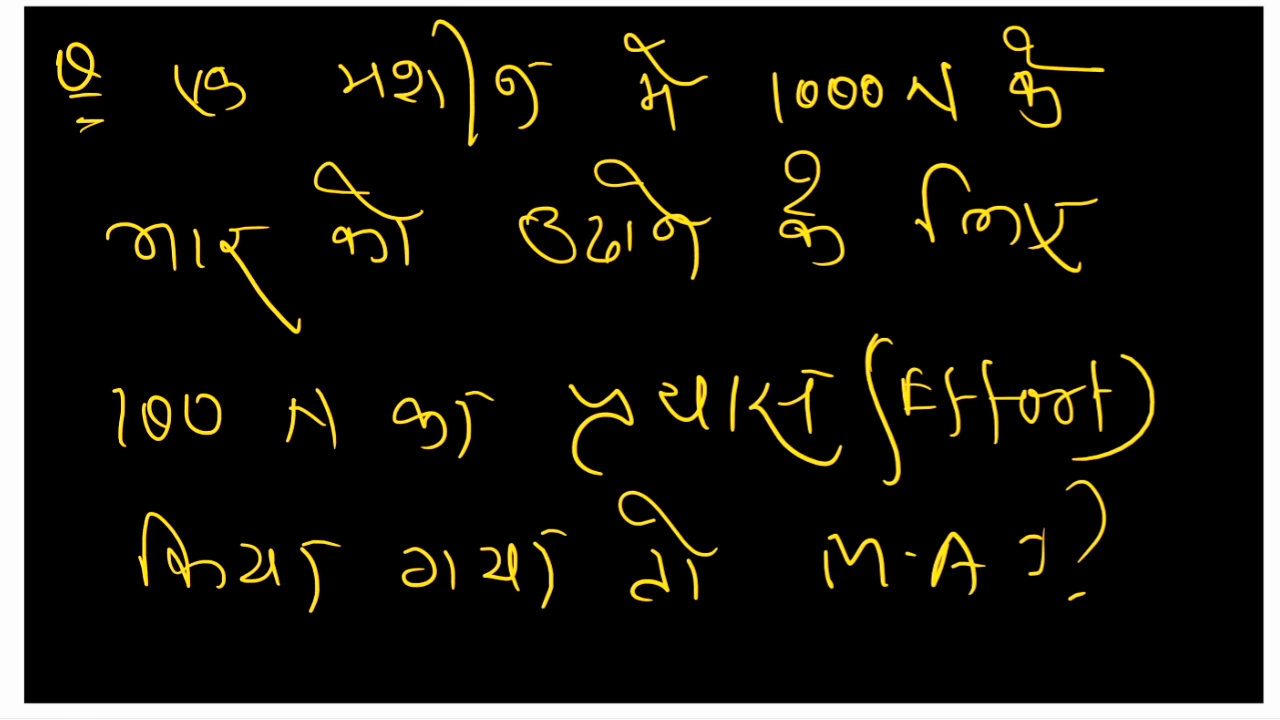 Q एक मशीन में 1000 N के
भार को उठाने के लिए
100 N का प्रयास (Effort)
किया गया तो M.A = ?